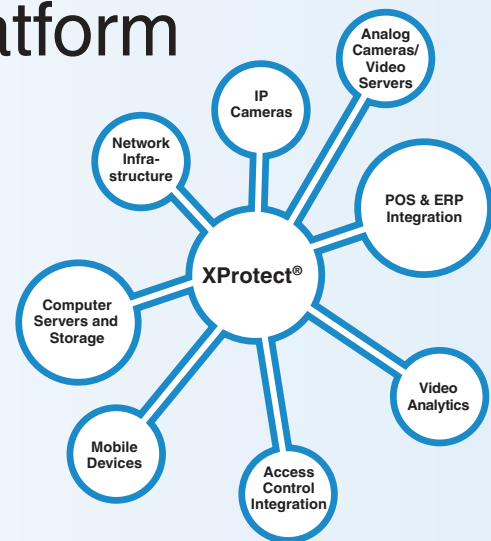 atform
Analog
Cameras/
Video
Servers
IP
Cameras
Network
Infra-
structure
POS & ERP
Integration
XProtect®
Computer
Servers and
Storage
Video
Analytics
Mobile
Devices
Access
Control
Integration